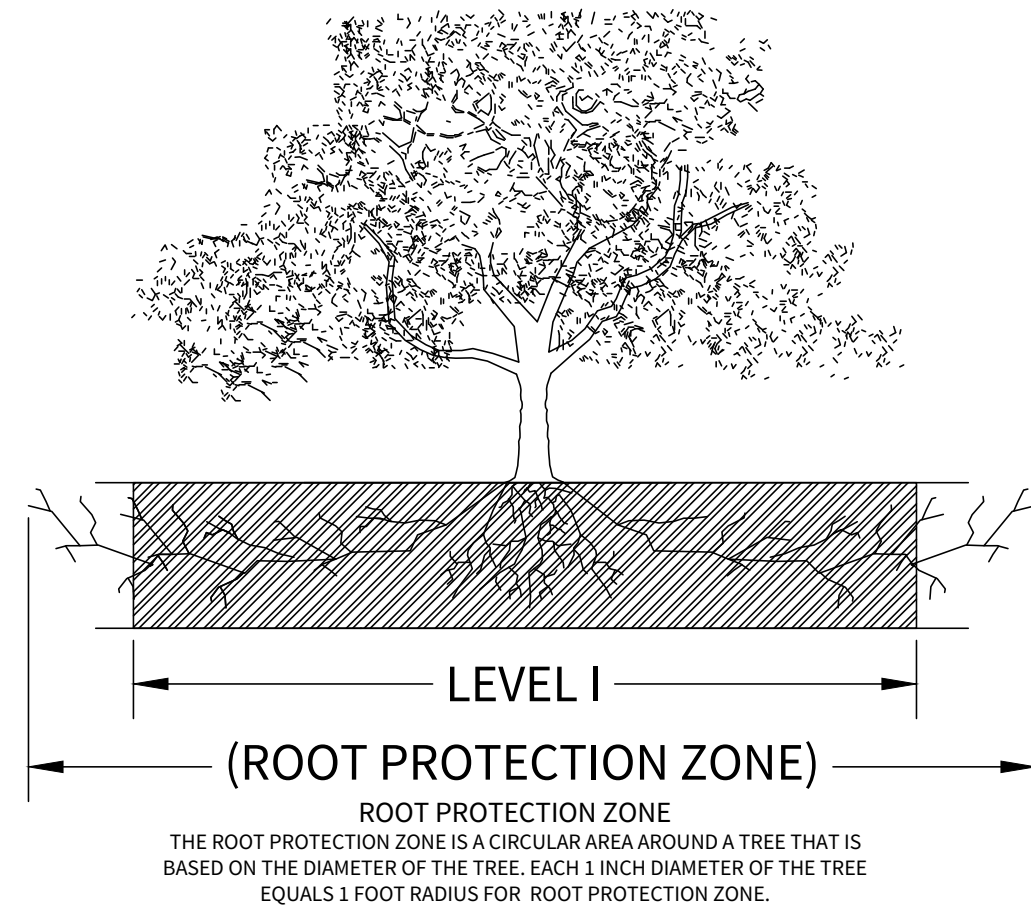 LEVEL I
(ROOT PROTECTION ZONE)
ROOT PROTECTION ZONE
THE ROOT PROTECTION ZONE IS A CIRCULAR AREA AROUND A TREE THAT IS
BASED ON THE DIAMETER OF THE TREE. EACH 1 INCH DIAMETER OF THE TREE
EQUALS 1 FOOT RADIUS FOR ROOT PROTECTION ZONE.